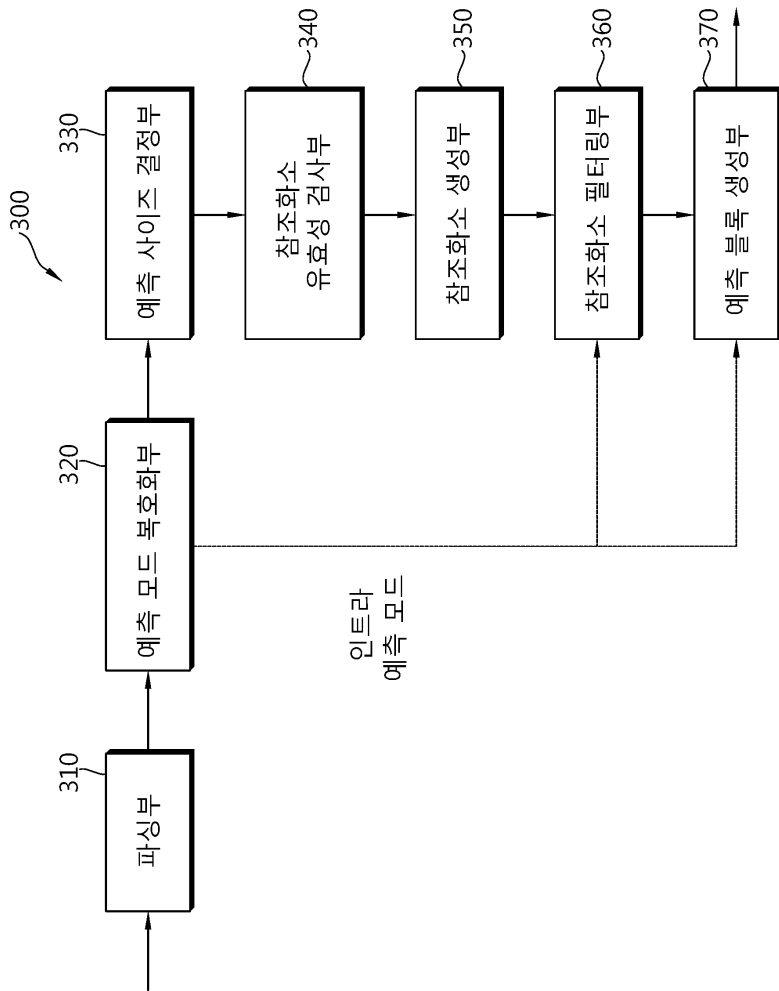 300
310
파싱부
320
예측 모드 복호화부
330
예측 사이즈 결정부
340
참조화소
유효성 검사부
350
참조화소 생성부
360
참조화소 필터링부
370
예측 블록 생성부
인트라
예측 모드